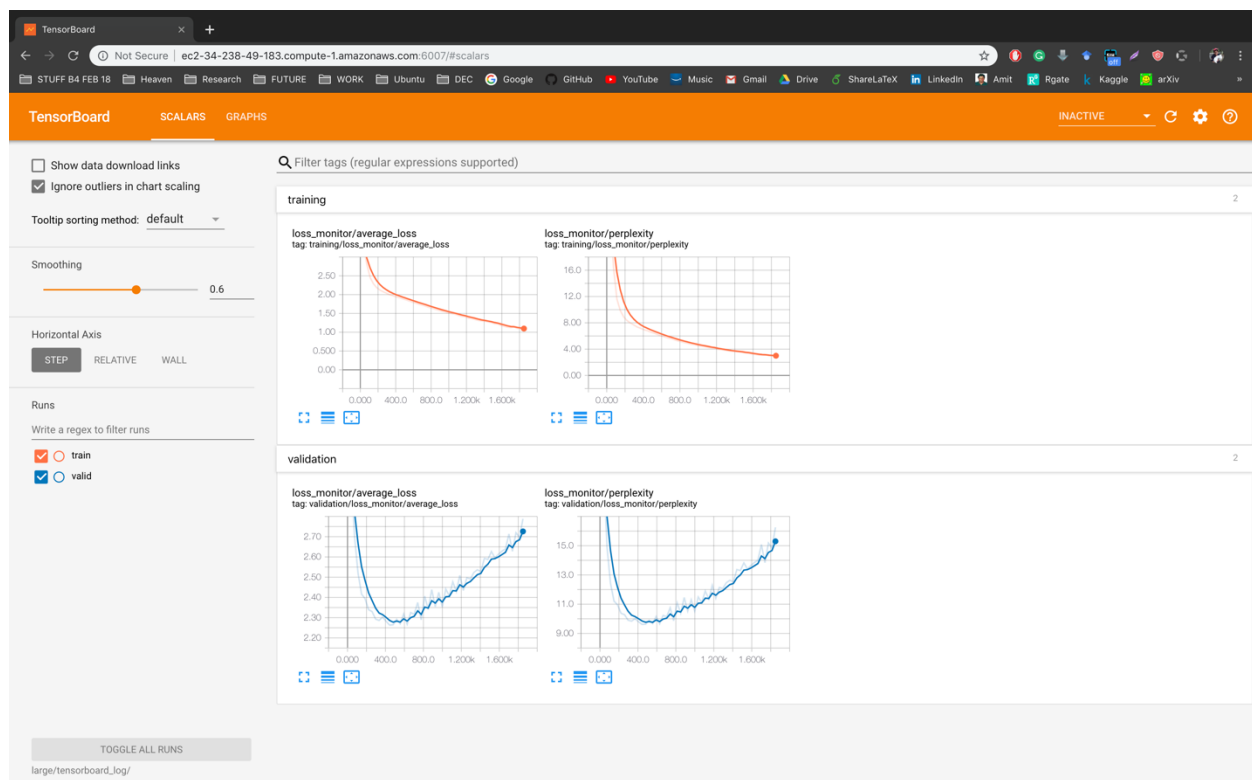 TensorBoard × +
Not Secure | ec2-34-238-49-183.compute-1.amazonaws.com:6007/#scalars
STUFF B4 FEB 18 Heaven Research FUTURE WORK Ubuntu DEC Google GitHub YouTube Music Gmail Drive ShareLaTeX LinkedIn Amit Rgate Kaggle arXiv »
TensorBoard SCALARS GRAPHS INACTIVE
Show data download links
Ignore outliers in chart scaling
Tooltip sorting method: default
Smoothing
0.6
Horizontal Axis
STEP RELATIVE WALL
Runs
Write a regex to filter runs
train
valid
TOGGLE ALL RUNS
large/tensorboard_log/
Filter tags (regular expressions supported)
training 2
loss_monitor/average_loss
tag: training/loss_monitor/average_loss
2.50
2.00
1.50
1.00
0.500
0.00
0.000 400.0 800.0 1.200k 1.600k
loss_monitor/perplexity
tag: training/loss_monitor/perplexity
16.0
12.0
8.00
4.00
0.00
0.000 400.0 800.0 1.200k 1.600k
validation 2
loss_monitor/average_loss
tag: validation/loss_monitor/average_loss
2.70
2.60
2.50
2.40
2.30
2.20
0.000 400.0 800.0 1.200k 1.600k
loss_monitor/perplexity
tag: validation/loss_monitor/perplexity
15.0
13.0
11.0
9.00
0.000 400.0 800.0 1.200k 1.600k